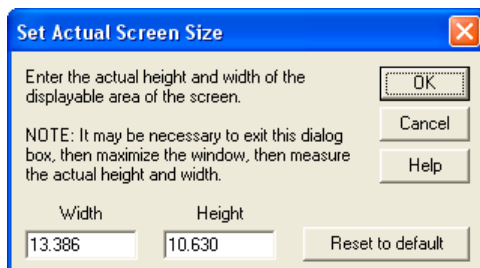 Set Actual Screen Size
Enter the actual height and width of the
displayable area of the screen.
OK
Cancel
NOTE: It may be necessary to exit this dialog
box, then maximize the window, then measure
the actual height and width.
Help
Width Height
13.386 10.630 Reset to default